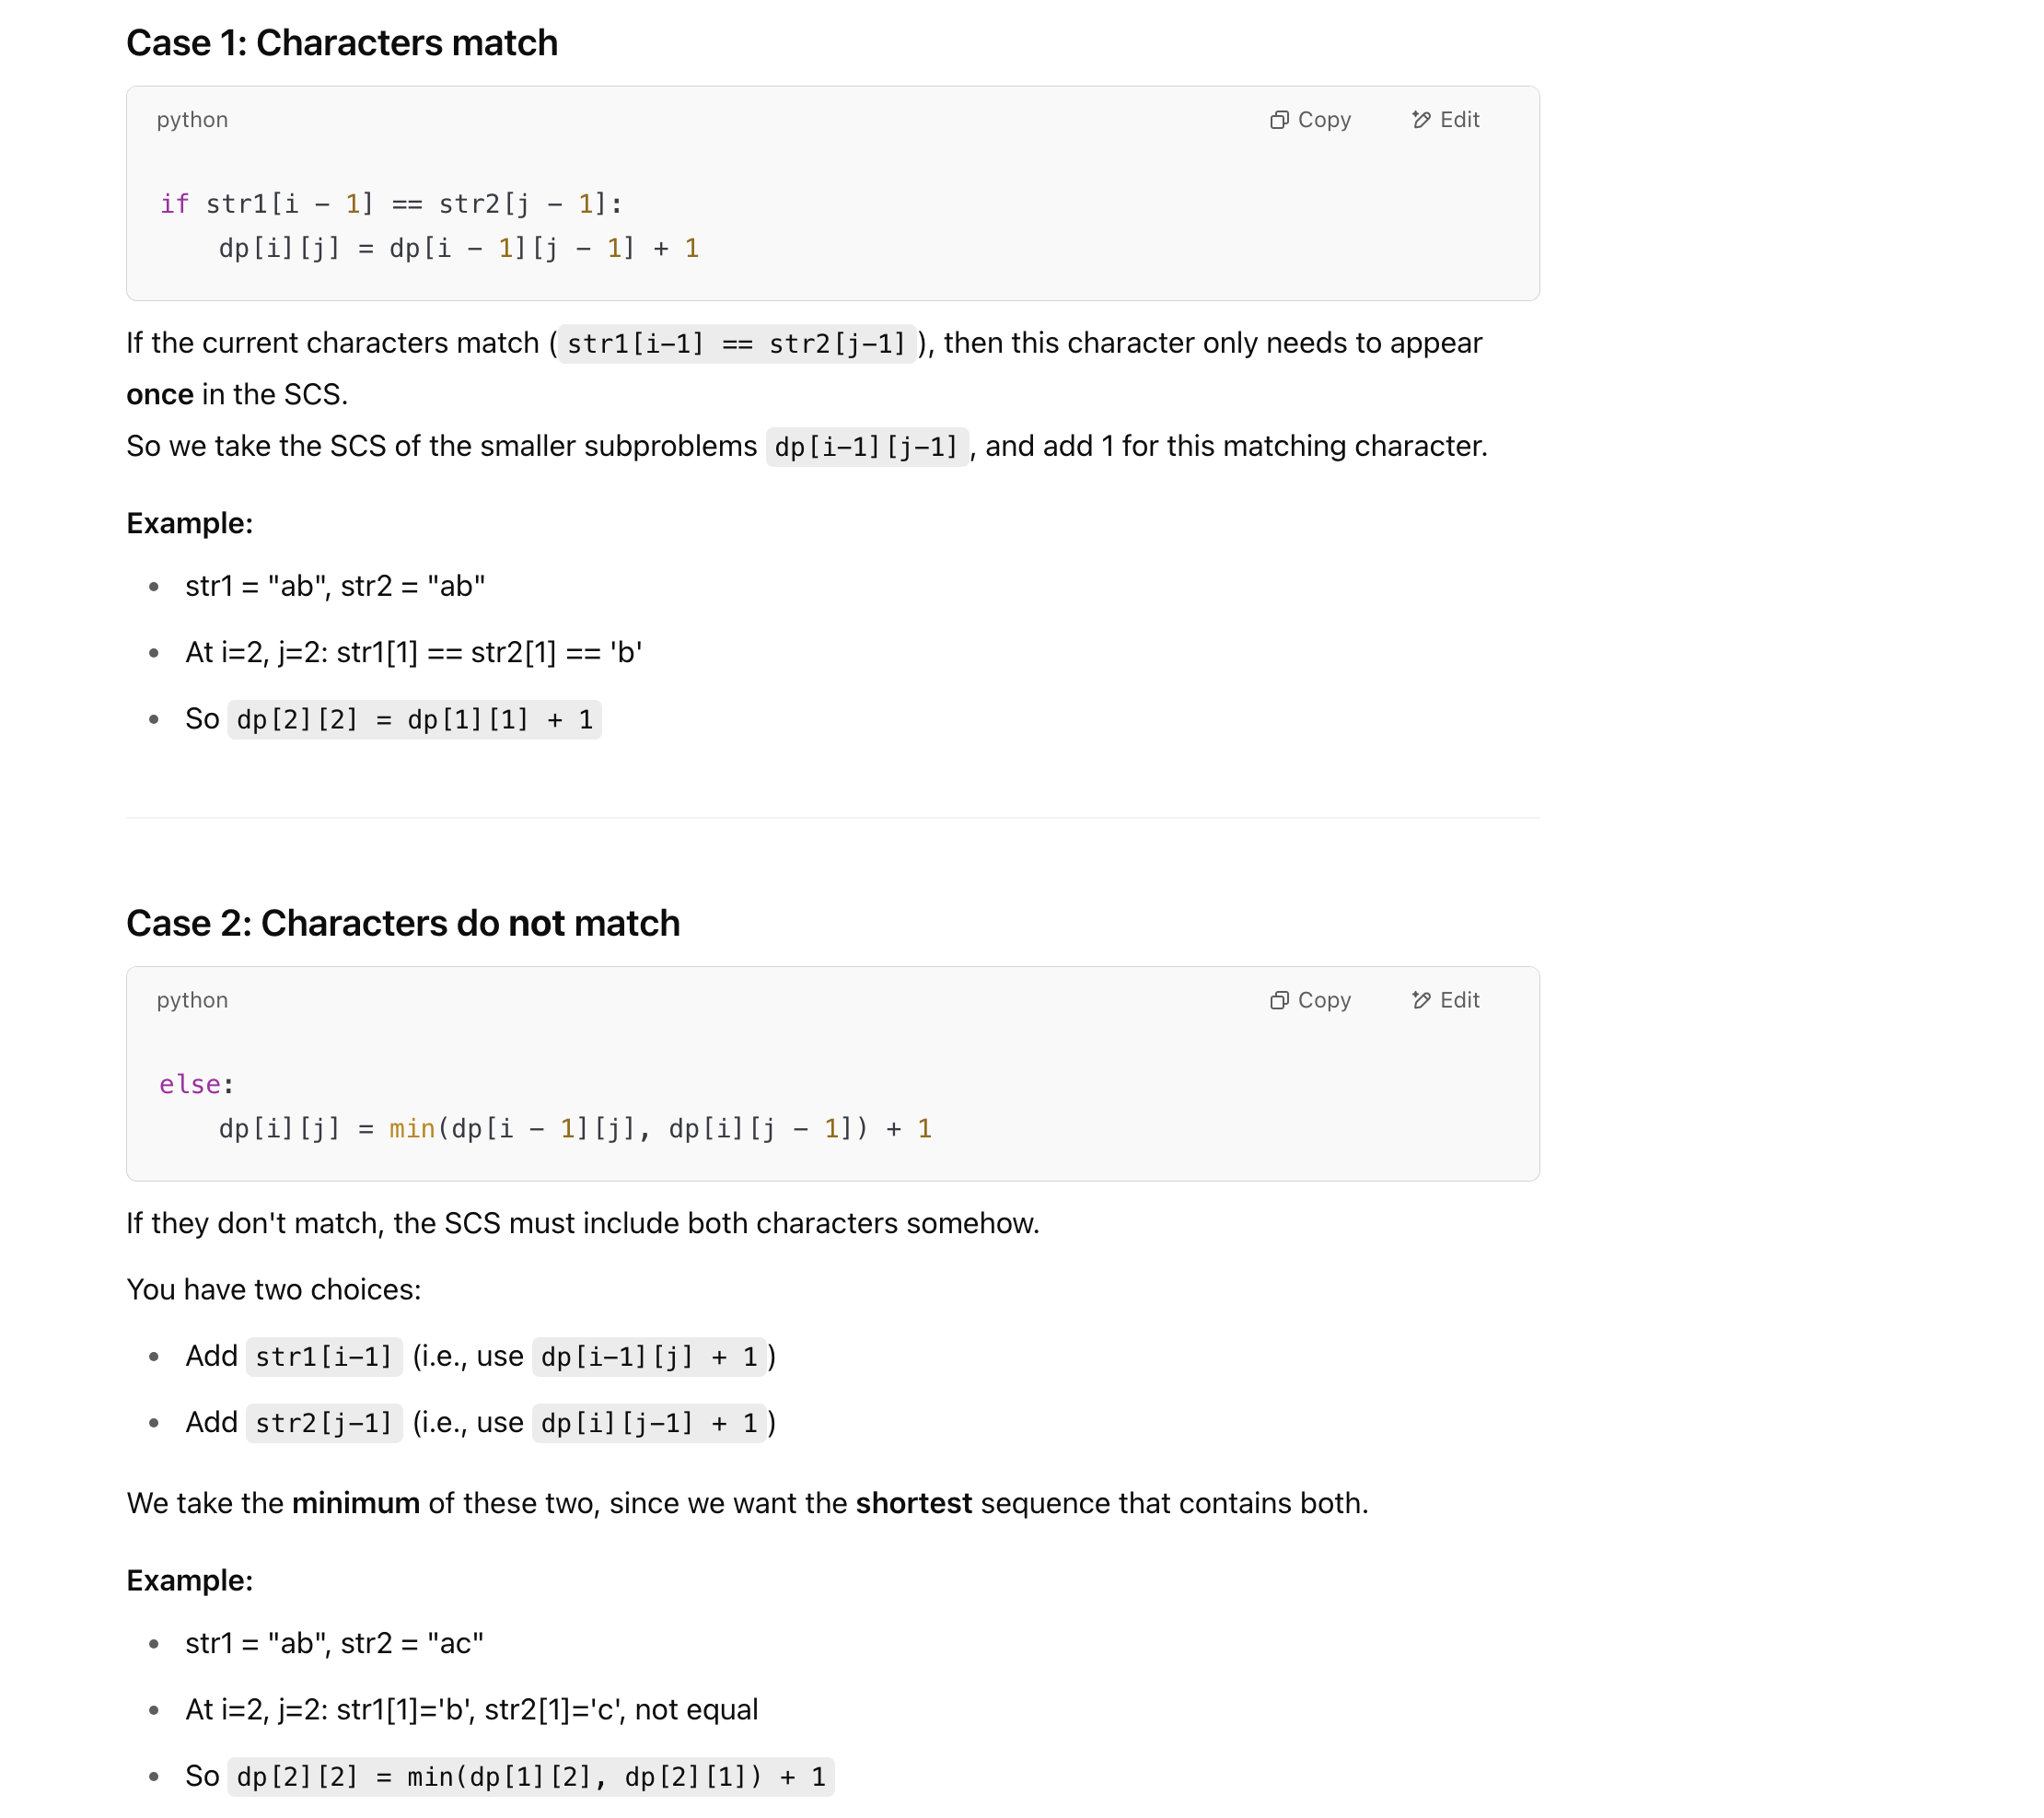 Case 1: Characters match
python
Copy
Edit
if str1[i - 1] == str2[j - 1]:
    dp[i][j] = dp[i - 1][j - 1] + 1
If the current characters match ( str1[i-1] == str2[j-1] ), then this character only needs to appear
once in the SCS.
So we take the SCS of the smaller subproblems dp[i-1][j-1] , and add 1 for this matching character.
Example:
• str1 = "ab", str2 = "ab"
• At i=2, j=2: str1[1] == str2[1] == 'b'
• So dp[2][2] = dp[1][1] + 1
Case 2: Characters do not match
python
Copy
Edit
else:
    dp[i][j] = min(dp[i - 1][j], dp[i][j - 1]) + 1
If they don't match, the SCS must include both characters somehow.
You have two choices:
• Add str1[i-1] (i.e., use dp[i-1][j] + 1 )
• Add str2[j-1] (i.e., use dp[i][j-1] + 1 )
We take the minimum of these two, since we want the shortest sequence that contains both.
Example:
• str1 = "ab", str2 = "ac"
• At i=2, j=2: str1[1]='b', str2[1]='c', not equal
• So dp[2][2] = min(dp[1][2], dp[2][1]) + 1